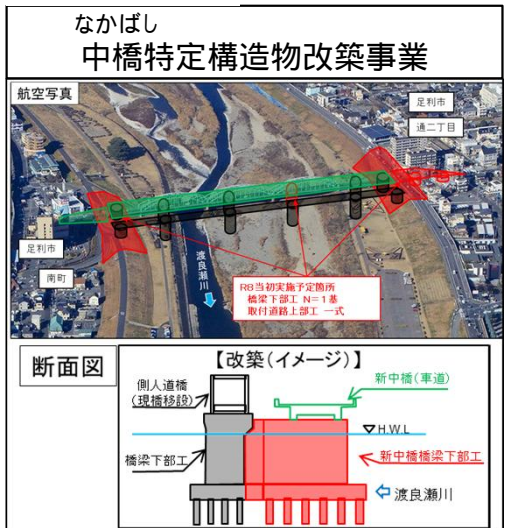 なかばし
中橋特定構造物改築事業
航空写真
足利市
通二丁目
足利市
南町
渡良瀬川
R8当初実施予定箇所
橋梁下部工 N=1基
取付道路上部工 一式
断面図
【改築(イメージ)】
側人道橋
(現橋移設)
新中橋(車道)
▽H.W.L
橋梁下部工
新中橋橋梁下部工
渡良瀬川